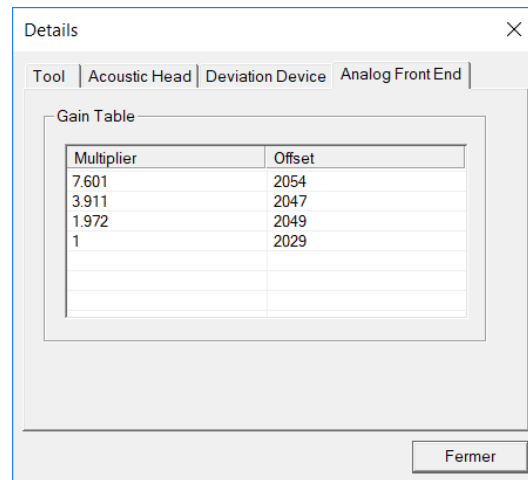 Details
Tool Acoustic Head Deviation Device Analog Front End
Gain Table
Multiplier Offset
7.601 2054
3.911 2047
1.972 2049
1 2029
Fermer